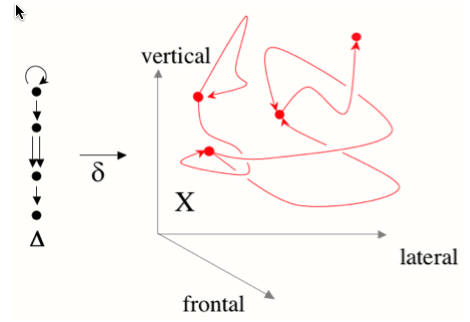 vertical
δ
X
Δ
lateral
frontal